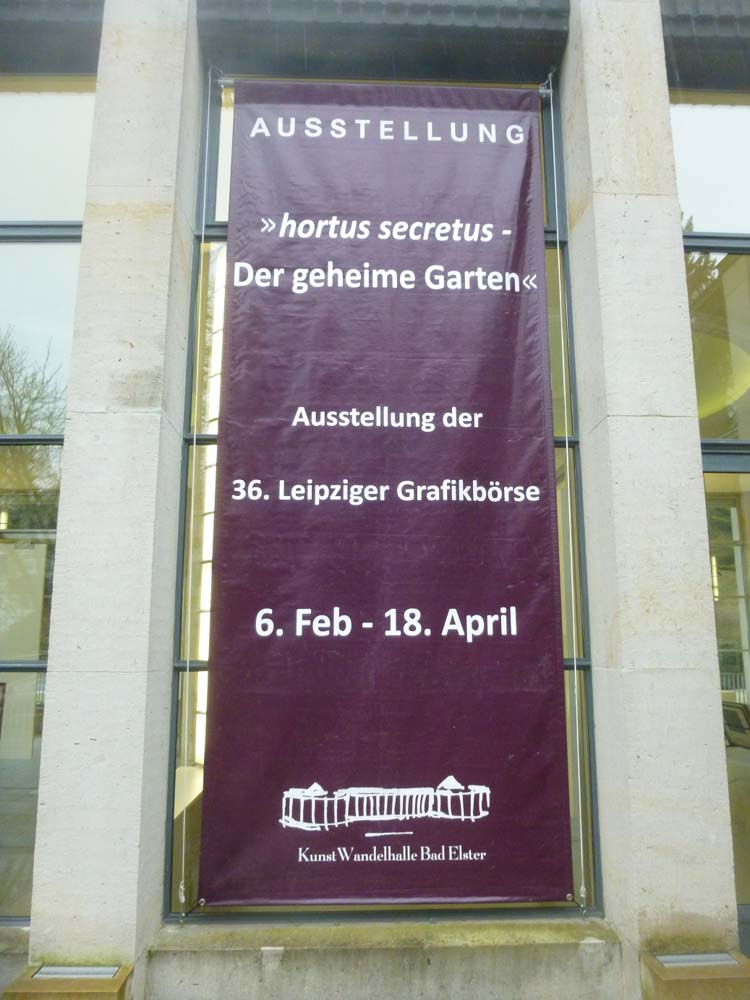 AUSSTELLUNG
»hortus secretus -
Der geheime Garten«
Ausstellung der
36. Leipziger Grafikbörse
6. Feb - 18. April
KunstWandelhalle Bad Elster